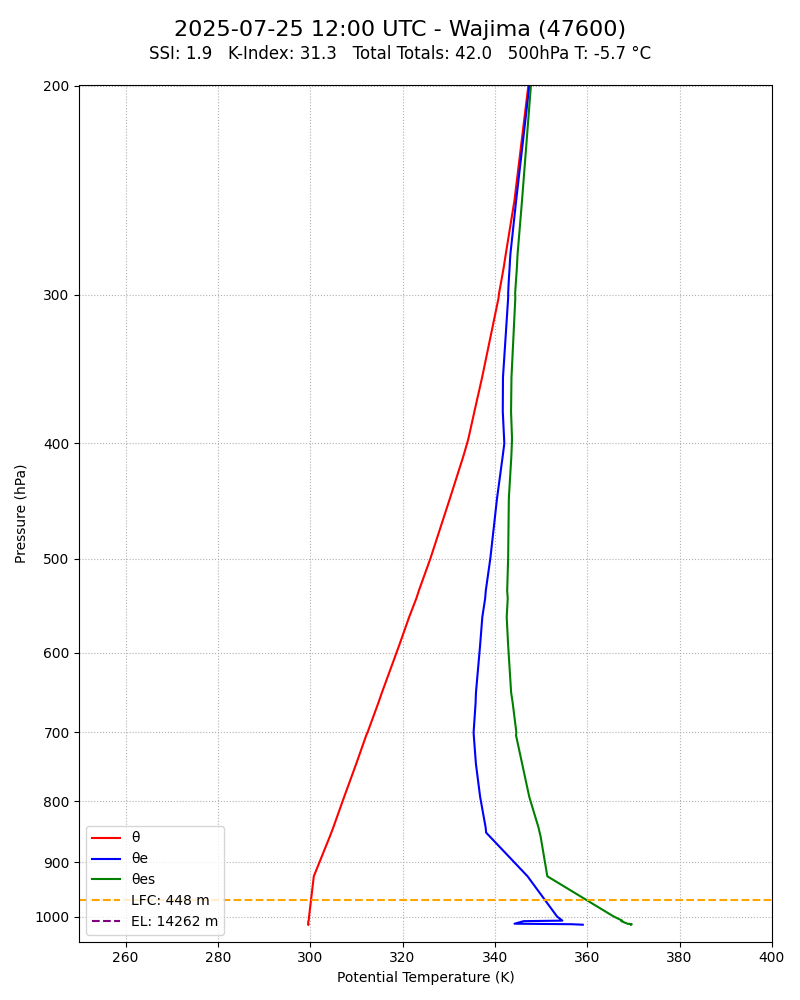 2025-07-25 12:00 UTC - Wajima (47600)
SSI: 1.9 K-Index: 31.3 Total Totals: 42.0 500hPa T: -5.7 °C
200
300
400
500
600
700
800
900
1000
Pressure (hPa)
θ
θe
θes
LFC: 448 m
EL: 14262 m
260 280 300 320 340 360 380 400
Potential Temperature (K)